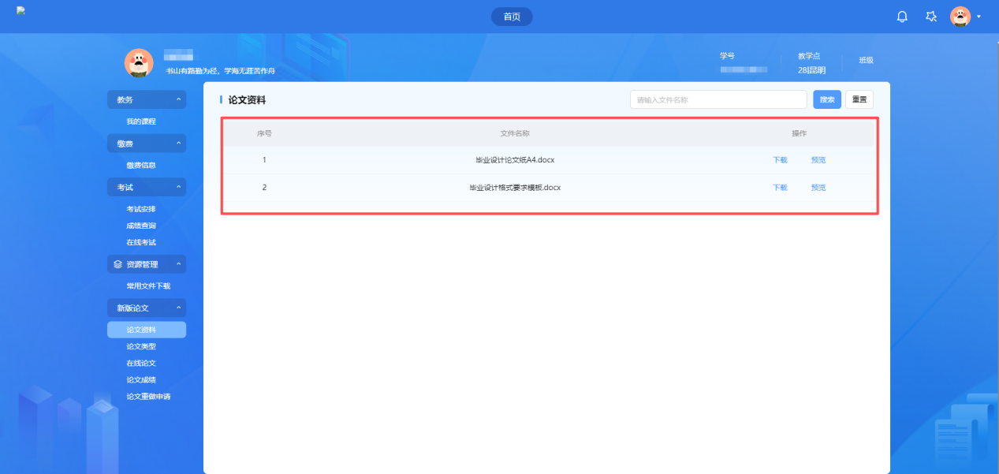 首页
书山有路勤为径，学海无涯苦作舟
学号
教学点
28|昆明
班级
教务
我的课程
缴费
缴费信息
考试
考试安排
成绩查询
在线考试
资源管理
常用文件下载
新版论文
论文资料
论文类型
在线论文
论文成绩
论文重做申请
论文资料
请输入文件名称
搜索
重置
序号 文件名称 操作
1 毕业设计论文纸A4.docx 下载 预览
2 毕业设计格式要求模板.docx 下载 预览